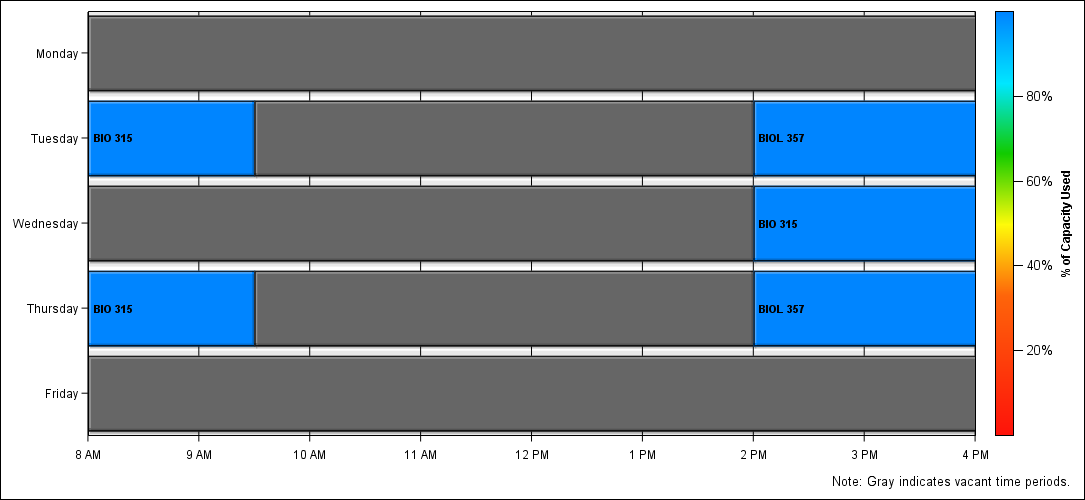 Monday
Tuesday
BIO 315
BIOL 357
Wednesday
BIO 315
Thursday
BIO 315
BIOL 357
Friday
8 AM
9 AM
10 AM
11 AM
12 PM
1 PM
2 PM
3 PM
4 PM
80%
60%
40%
20%
% of Capacity Used
Note: Gray indicates vacant time periods.